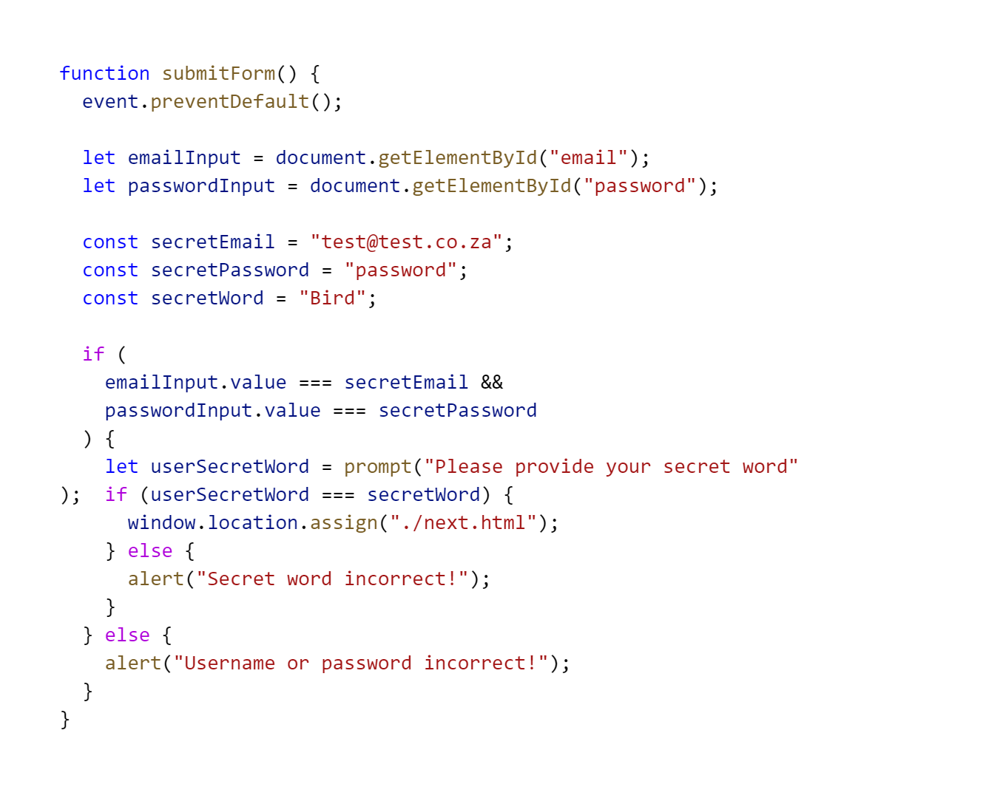 function submitForm() {
  event.preventDefault();

  let emailInput = document.getElementById("email");
  let passwordInput = document.getElementById("password");

  const secretEmail = "test@test.co.za";
  const secretPassword = "password";
  const secretWord = "Bird";

  if (
    emailInput.value === secretEmail &&
    passwordInput.value === secretPassword
  ) {
    let userSecretWord = prompt("Please provide your secret word"
);  if (userSecretWord === secretWord) {
      window.location.assign("./next.html");
    } else {
      alert("Secret word incorrect!");
    }
  } else {
    alert("Username or password incorrect!");
  }
}